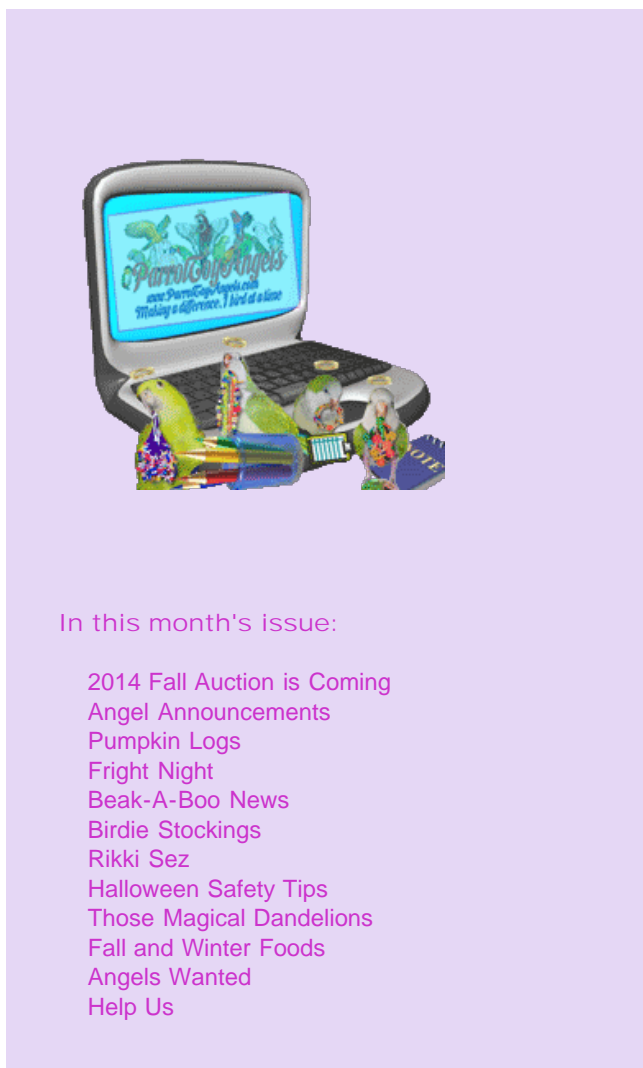 ParrotToyAngels
www.ParrotToyAngels.com
Making a difference, 1 bird at a time
OTE
In this month's issue:
2014 Fall Auction is Coming
Angel Announcements
Pumpkin Logs
Fright Night
Beak-A-Boo News
Birdie Stockings
Rikki Sez
Halloween Safety Tips
Those Magical Dandelions
Fall and Winter Foods
Angels Wanted
Help Us